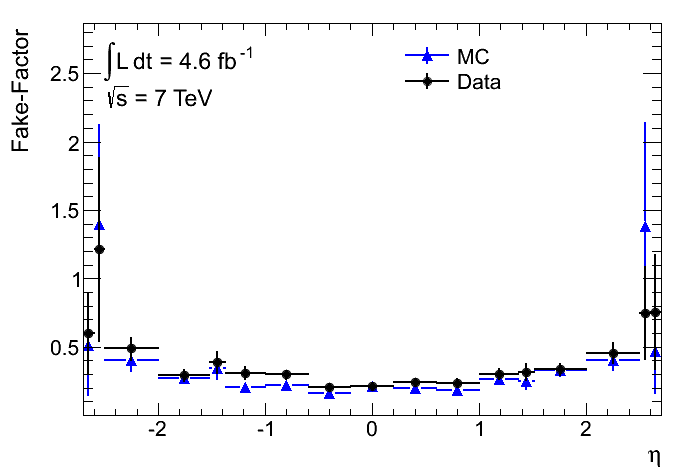 Fake-Factor
∫L dt = 4.6 fb⁻¹
√s = 7 TeV
MC
Data
2.5
2
1.5
1
0.5
-2 -1 0 1 2
η